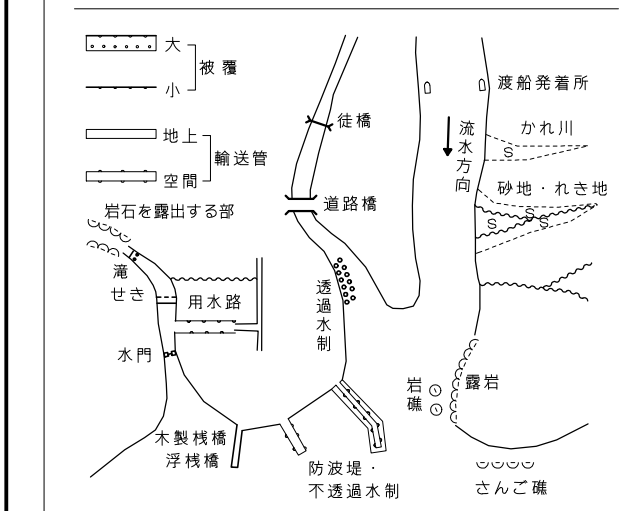 大
被覆
小
地上
輸送管
空間
岩石を露出する部
滝
せき
用水路
水門
木製桟橋
浮桟橋
徒橋
道路橋
透過水制
防波堤・
不透過水制
渡船発着所
流水方向
かれ川
S
砂地・れき地
S
S
S
岩礁
露岩
さんご礁